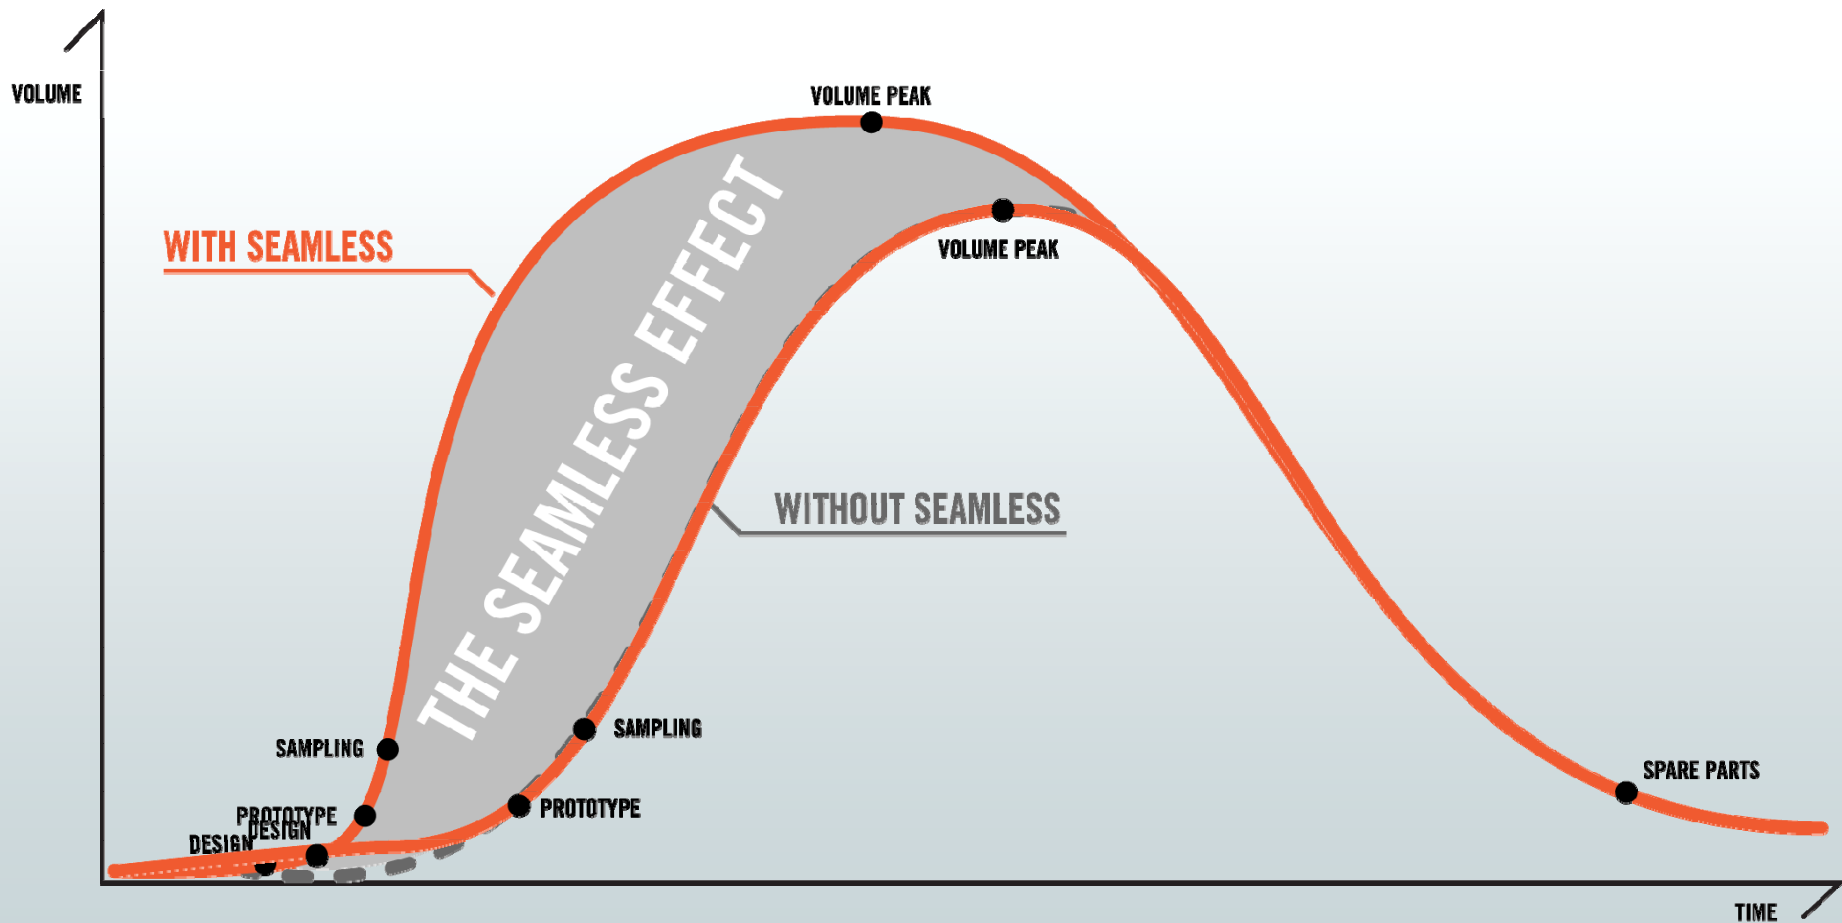 VOLUME
VOLUME PEAK
WITH SEAMLESS
VOLUME PEAK
THE SEAMLESS EFFECT
WITHOUT SEAMLESS
SAMPLING
SAMPLING
SPARE PARTS
PROTOTYPE
PROTOTYPE
DESIGN
DESIGN
TIME